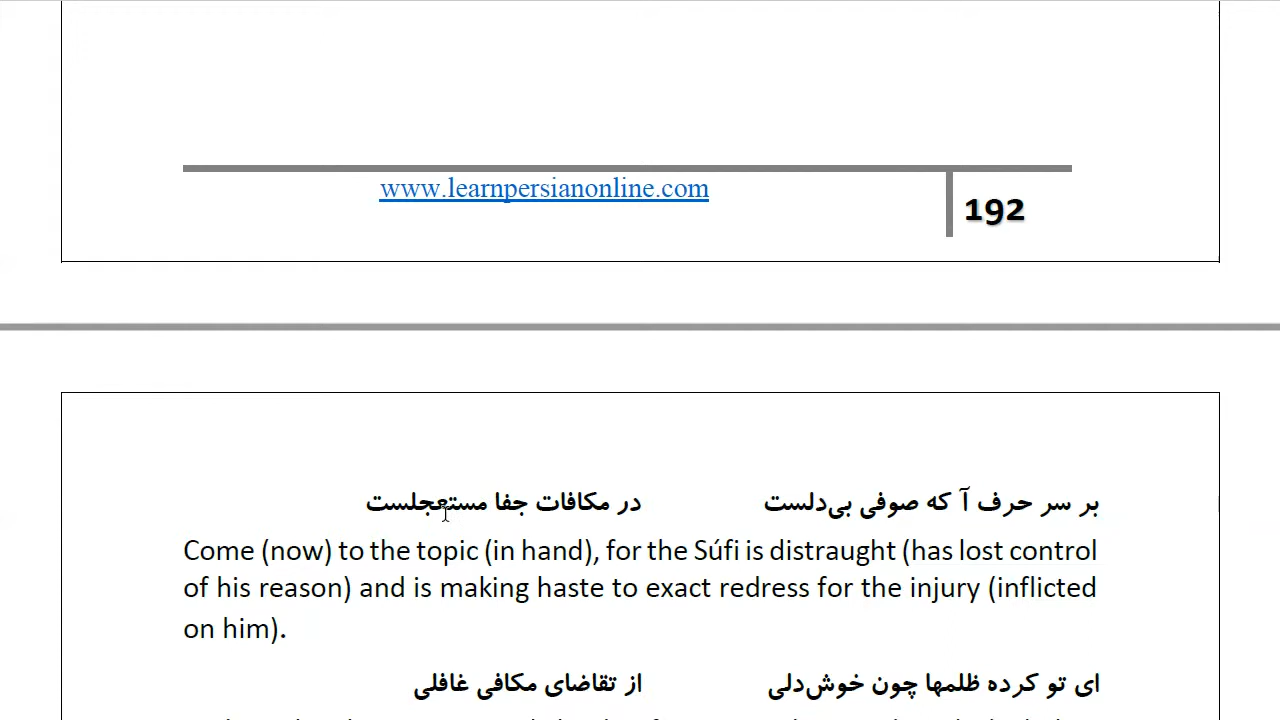 www.learnpersianonline.com
192
بر سر حرف آ که صوفی بی‌دلست در مکافات جفا مستعجلست
Come (now) to the topic (in hand), for the Súfi is distraught (has lost control
of his reason) and is making haste to exact redress for the injury (inflicted
on him).
ای تو کرده ظلمها چون خوش‌دلی از تقاضای مکافی غافلی